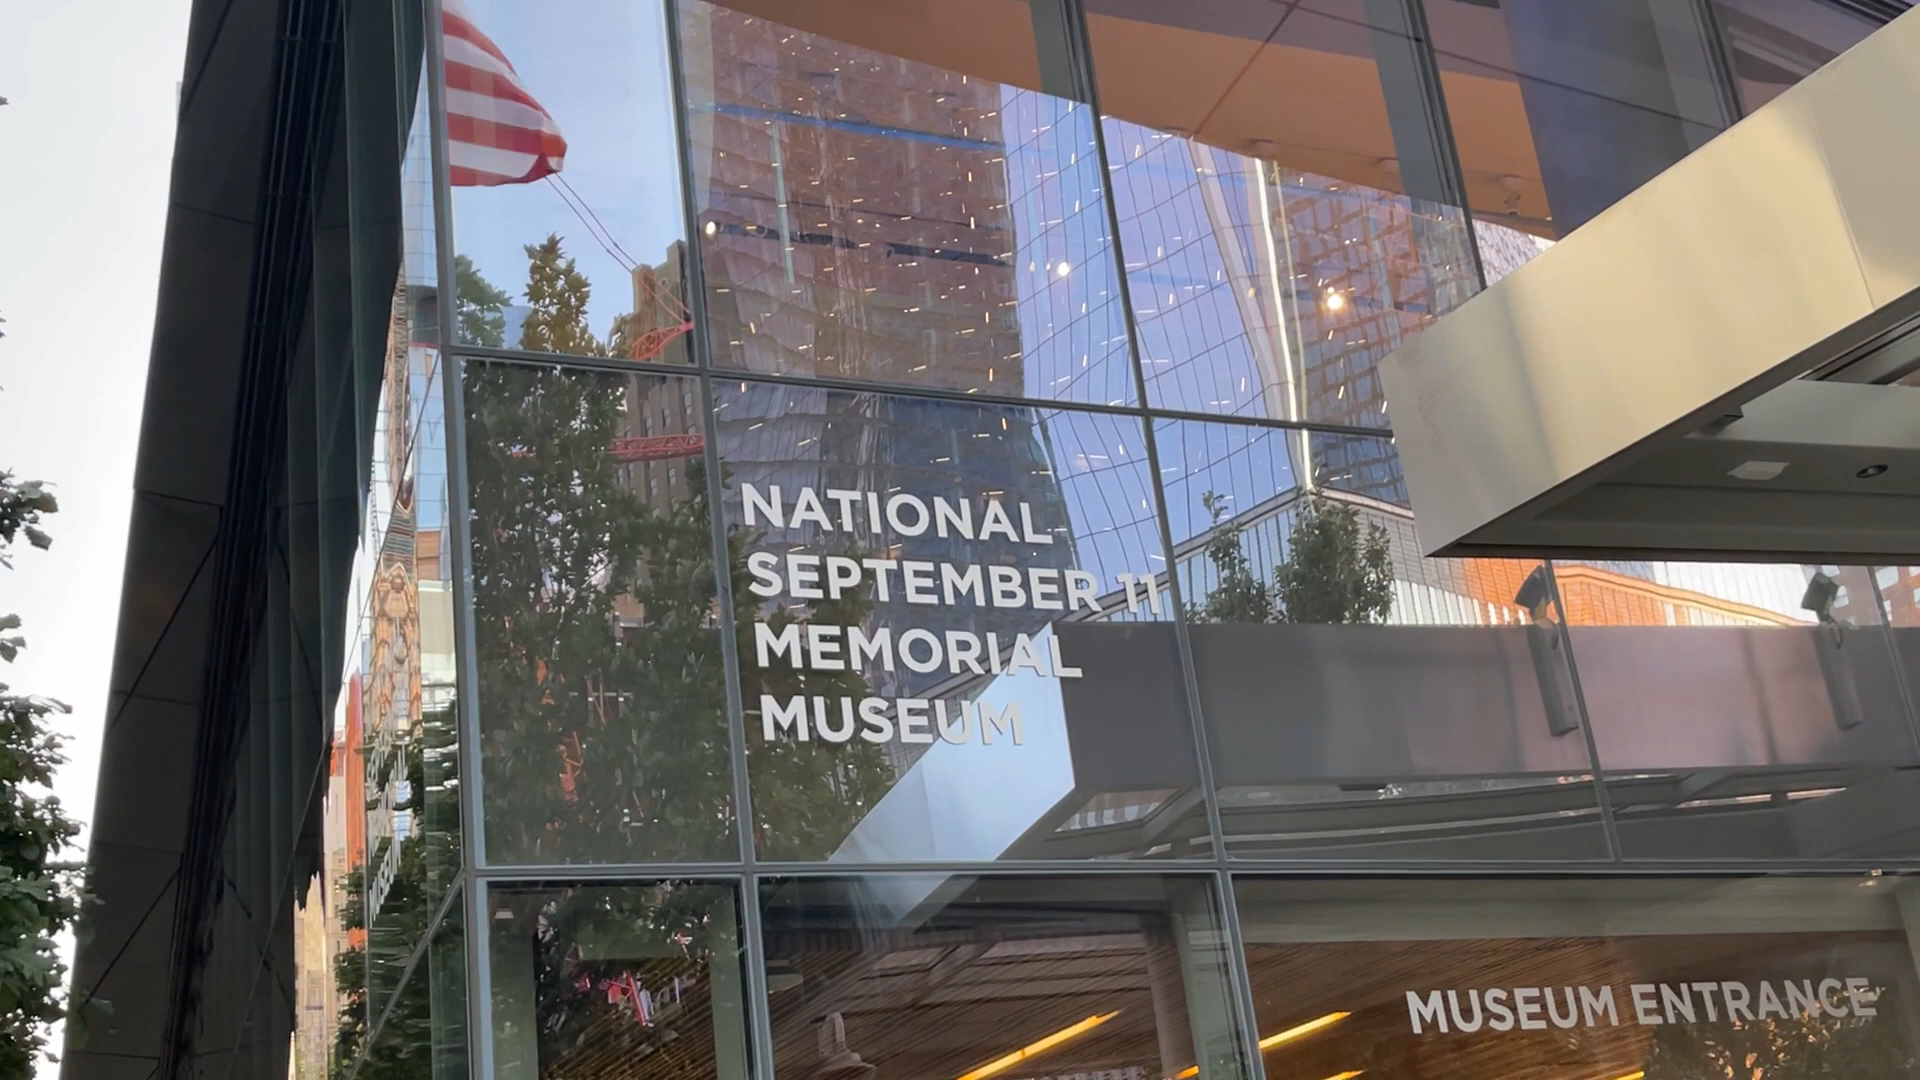 NATIONAL
SEPTEMBER 11
MEMORIAL
MUSEUM
MUSEUM ENTRANCE